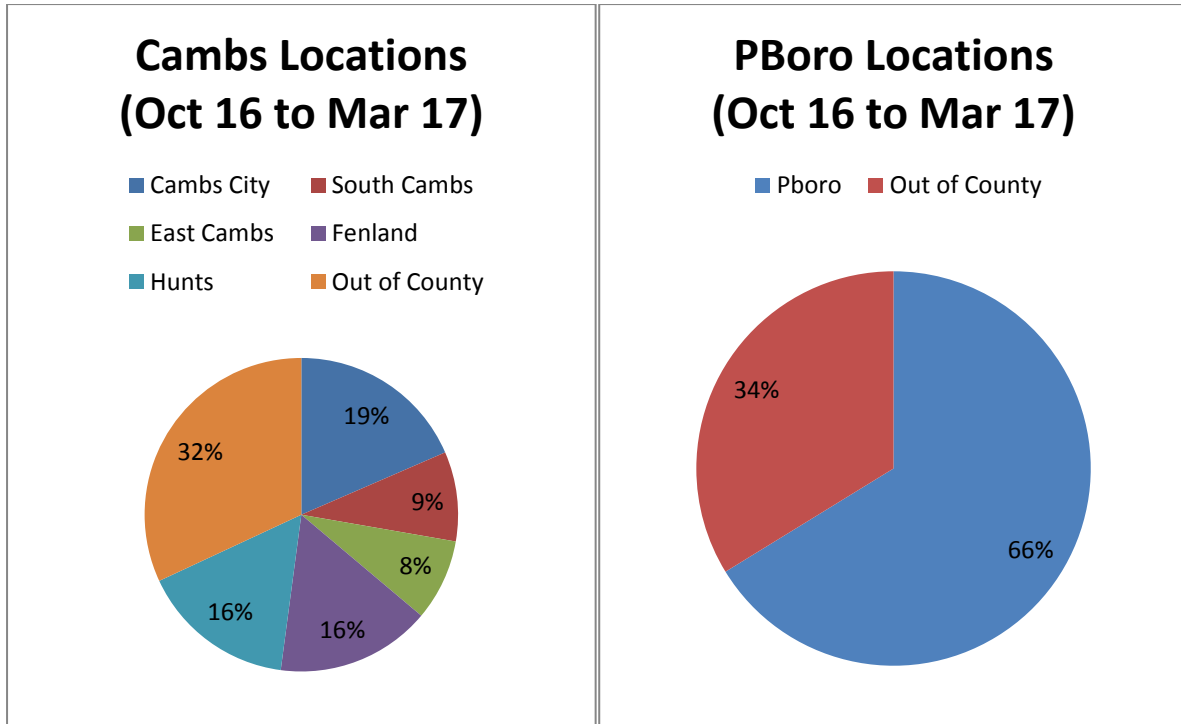 Cambs Locations
(Oct 16 to Mar 17)
Cambs City South Cambs
East Cambs Fenland
Hunts Out of County
19%
9%
8%
16%
16%
32%
PBoro Locations
(Oct 16 to Mar 17)
Pboro Out of County
34%
66%